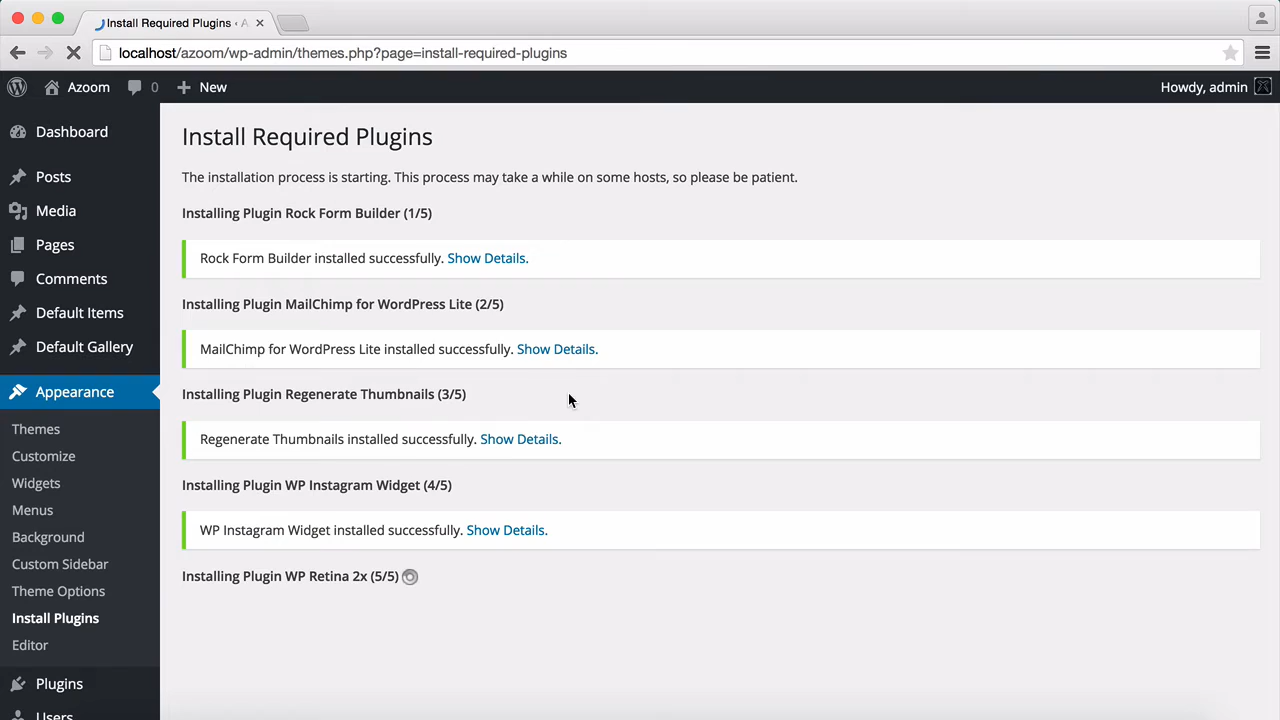 Install Required Plugins ‹ A
localhost/azoom/wp-admin/themes.php?page=install-required-plugins
Azoom 0 New Howdy, admin
Dashboard
Posts
Media
Pages
Comments
Default Items
Default Gallery
Appearance
Themes
Customize
Widgets
Menus
Background
Custom Sidebar
Theme Options
Install Plugins
Editor
Plugins
Users
Install Required Plugins
The installation process is starting. This process may take a while on some hosts, so please be patient.
Installing Plugin Rock Form Builder (1/5)
Rock Form Builder installed successfully. Show Details.
Installing Plugin MailChimp for WordPress Lite (2/5)
MailChimp for WordPress Lite installed successfully. Show Details.
Installing Plugin Regenerate Thumbnails (3/5)
Regenerate Thumbnails installed successfully. Show Details.
Installing Plugin WP Instagram Widget (4/5)
WP Instagram Widget installed successfully. Show Details.
Installing Plugin WP Retina 2x (5/5)